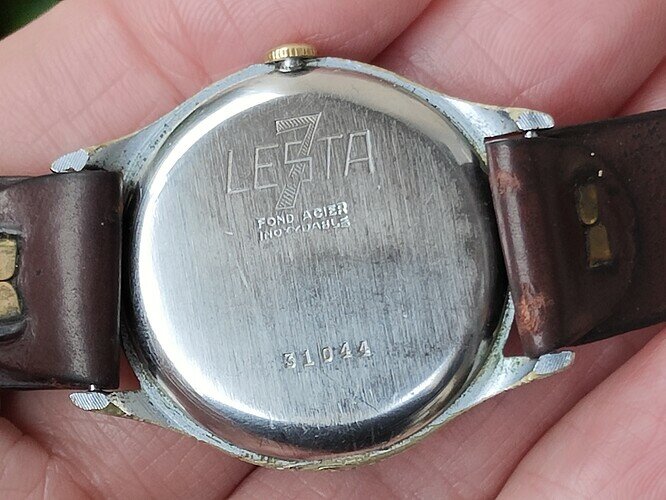 LESTA
FOND ACIER
INOXYDABLE
31044